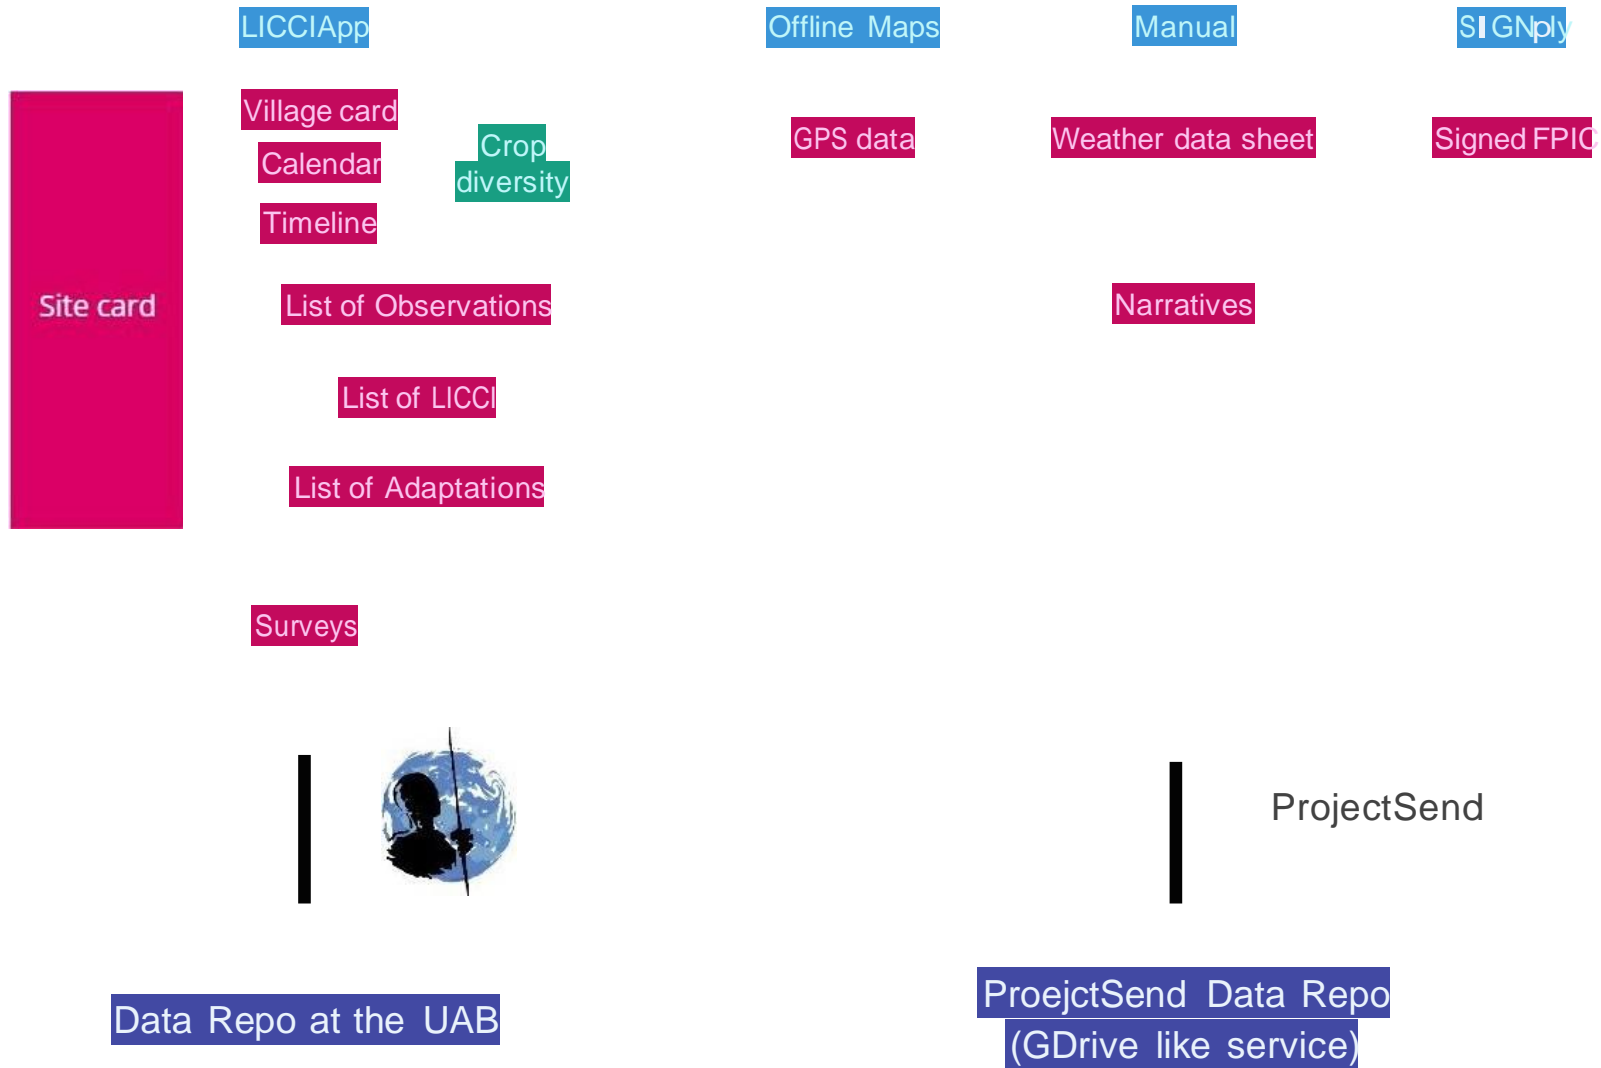 LICCIApp
Offline Maps
Manual
SIGNply
Village card
Calendar
Timeline
Crop
diversity
GPS data
Weather data sheet
Signed FPIC
Site card
List of Observations
Narratives
List of LICCI
List of Adaptations
Surveys
ProjectSend
Data Repo at the UAB
ProejctSend Data Repo
(GDrive like service)